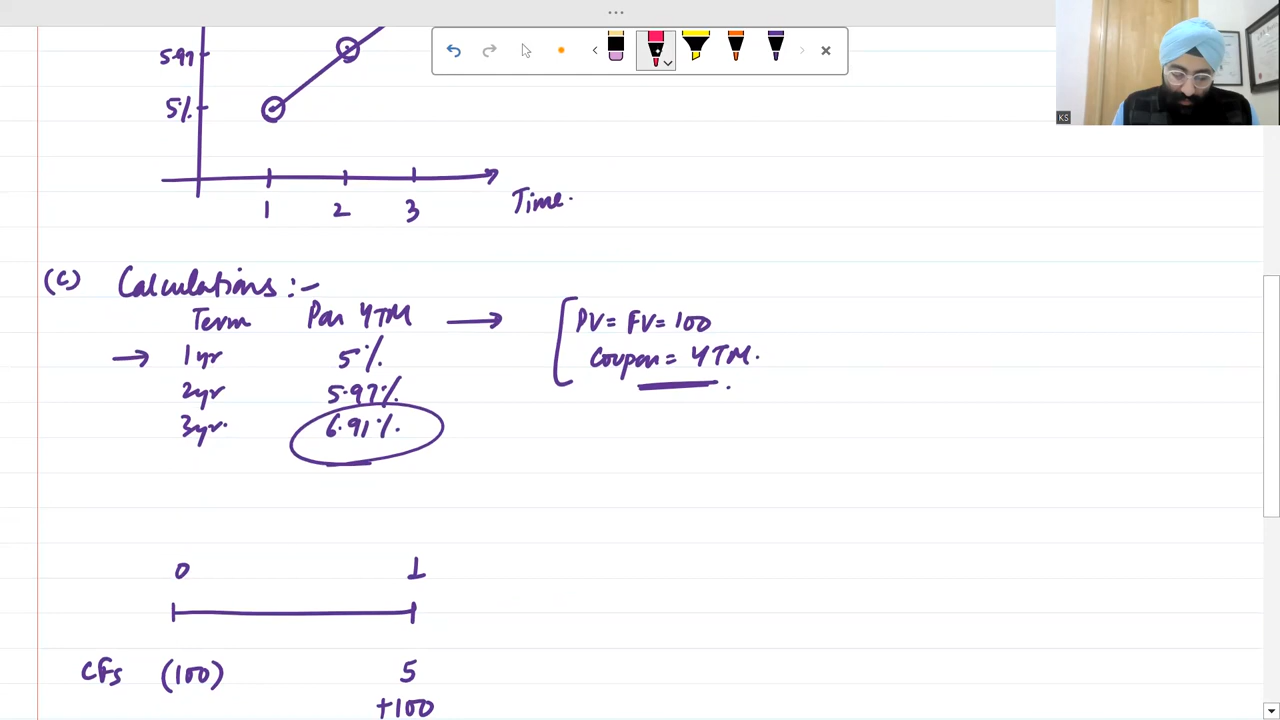 5.97
5%
1 2 3 Time.
(C) Calculations :-
Term Par YTM → PV = FV = 100
→ 1yr 5% Coupon = YTM.
2yr 5.97%
3yr. 6.91%.
0 1
CFs (100) 5
+100
KS